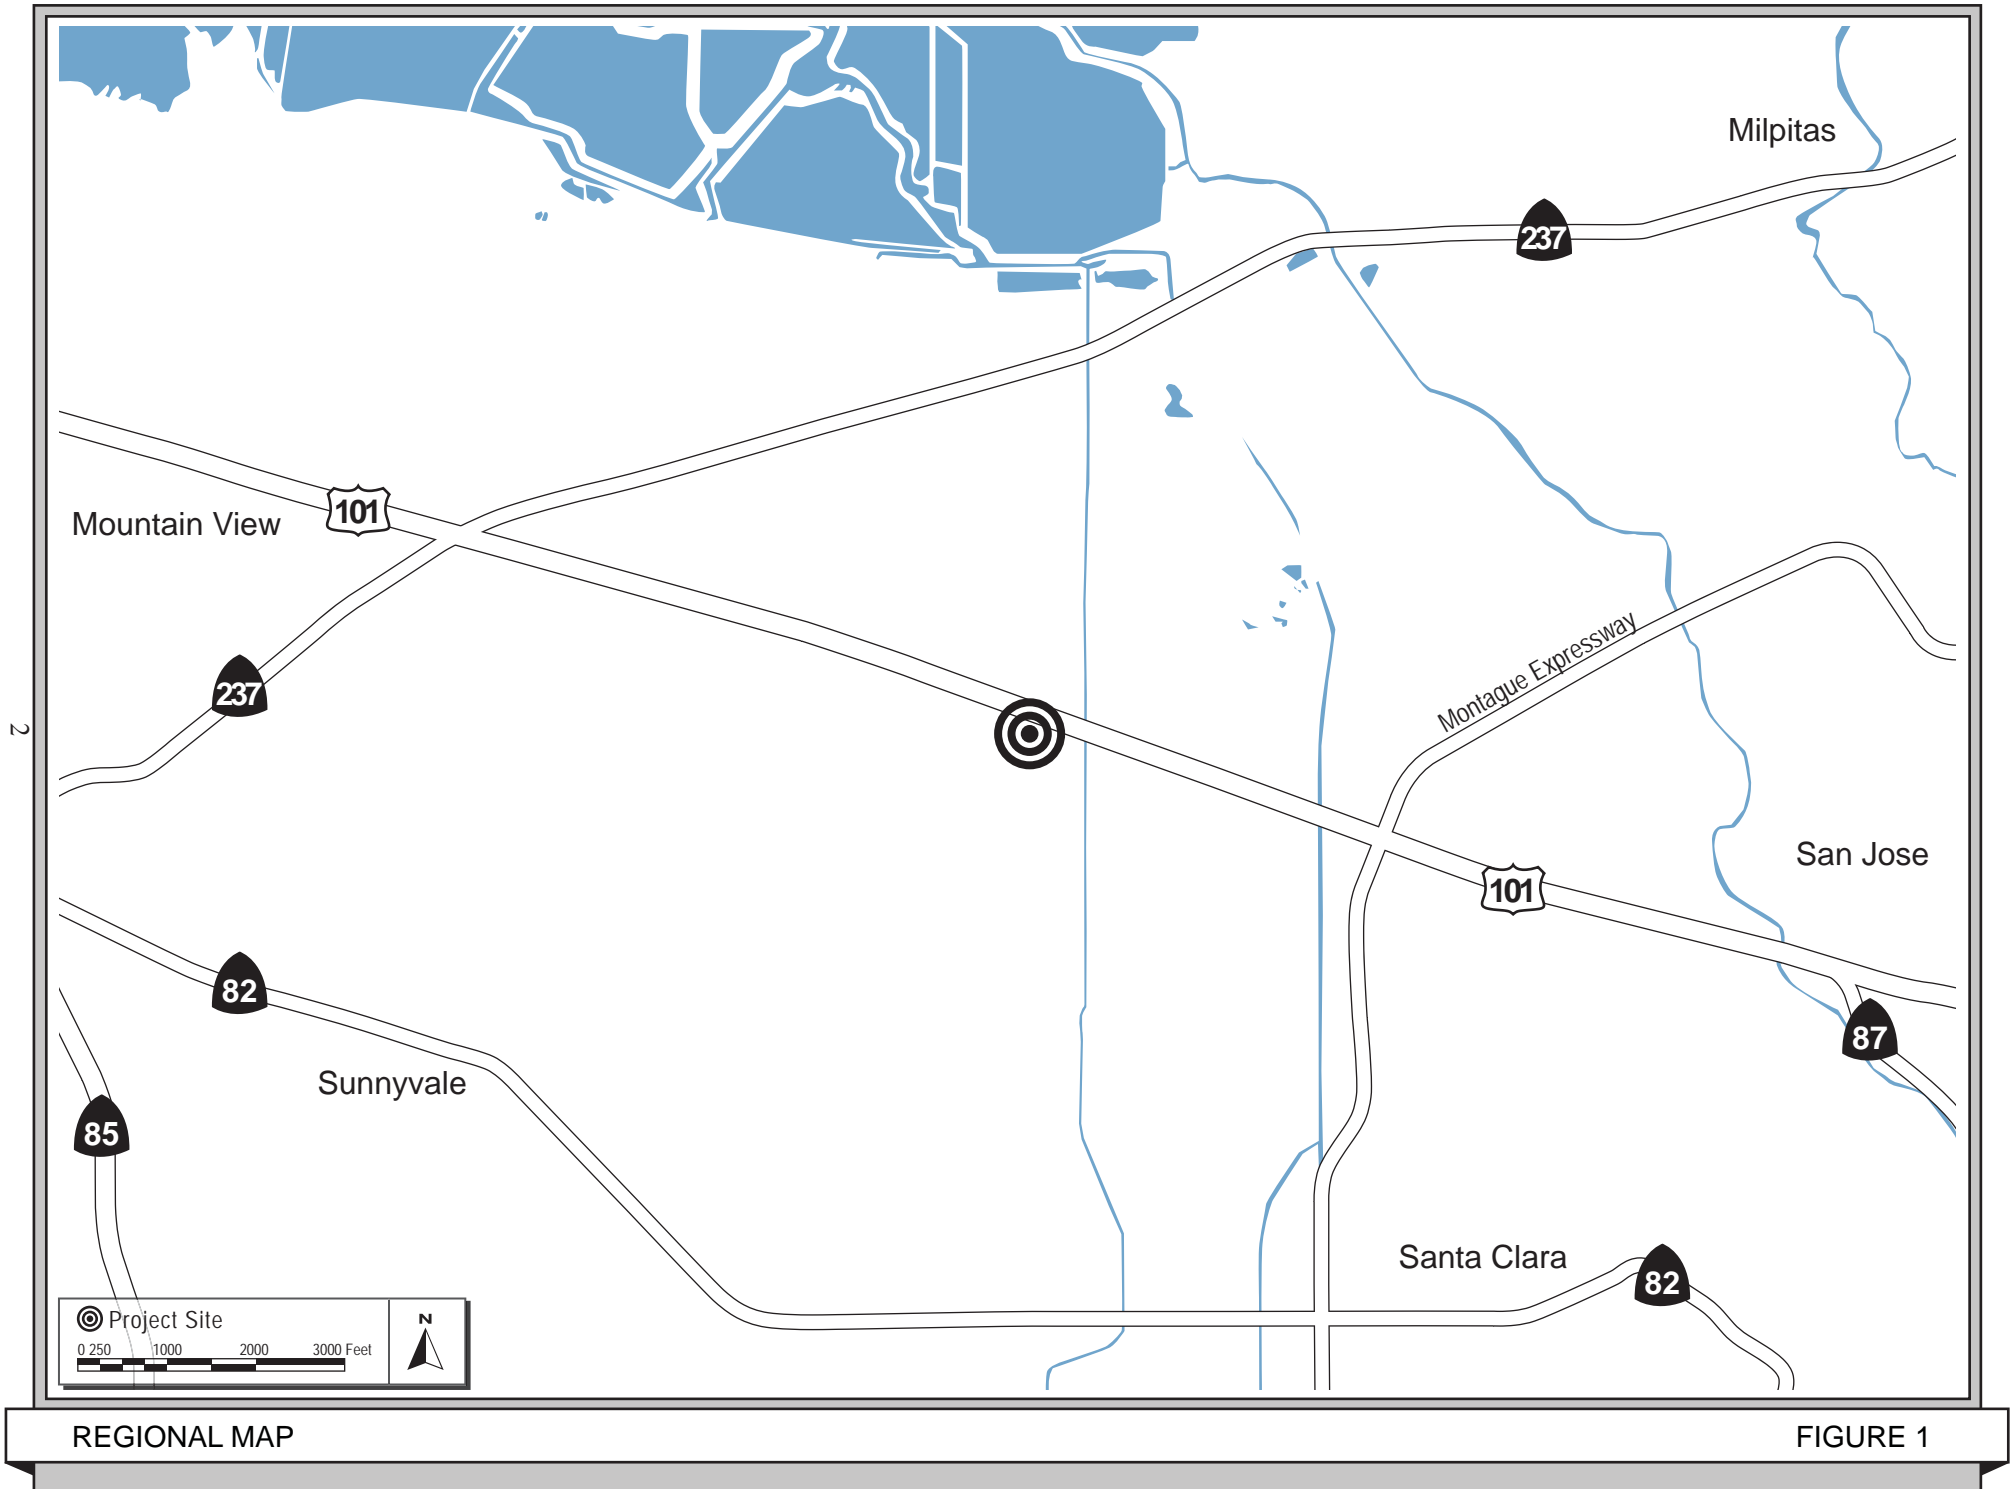 Milpitas
237
101
Mountain View
Montague Expressway
237
2
San Jose
101
82
87
Sunnyvale
85
Santa Clara
82
Project Site
N
0 250 1000 2000 3000 Feet
REGIONAL MAP
FIGURE 1